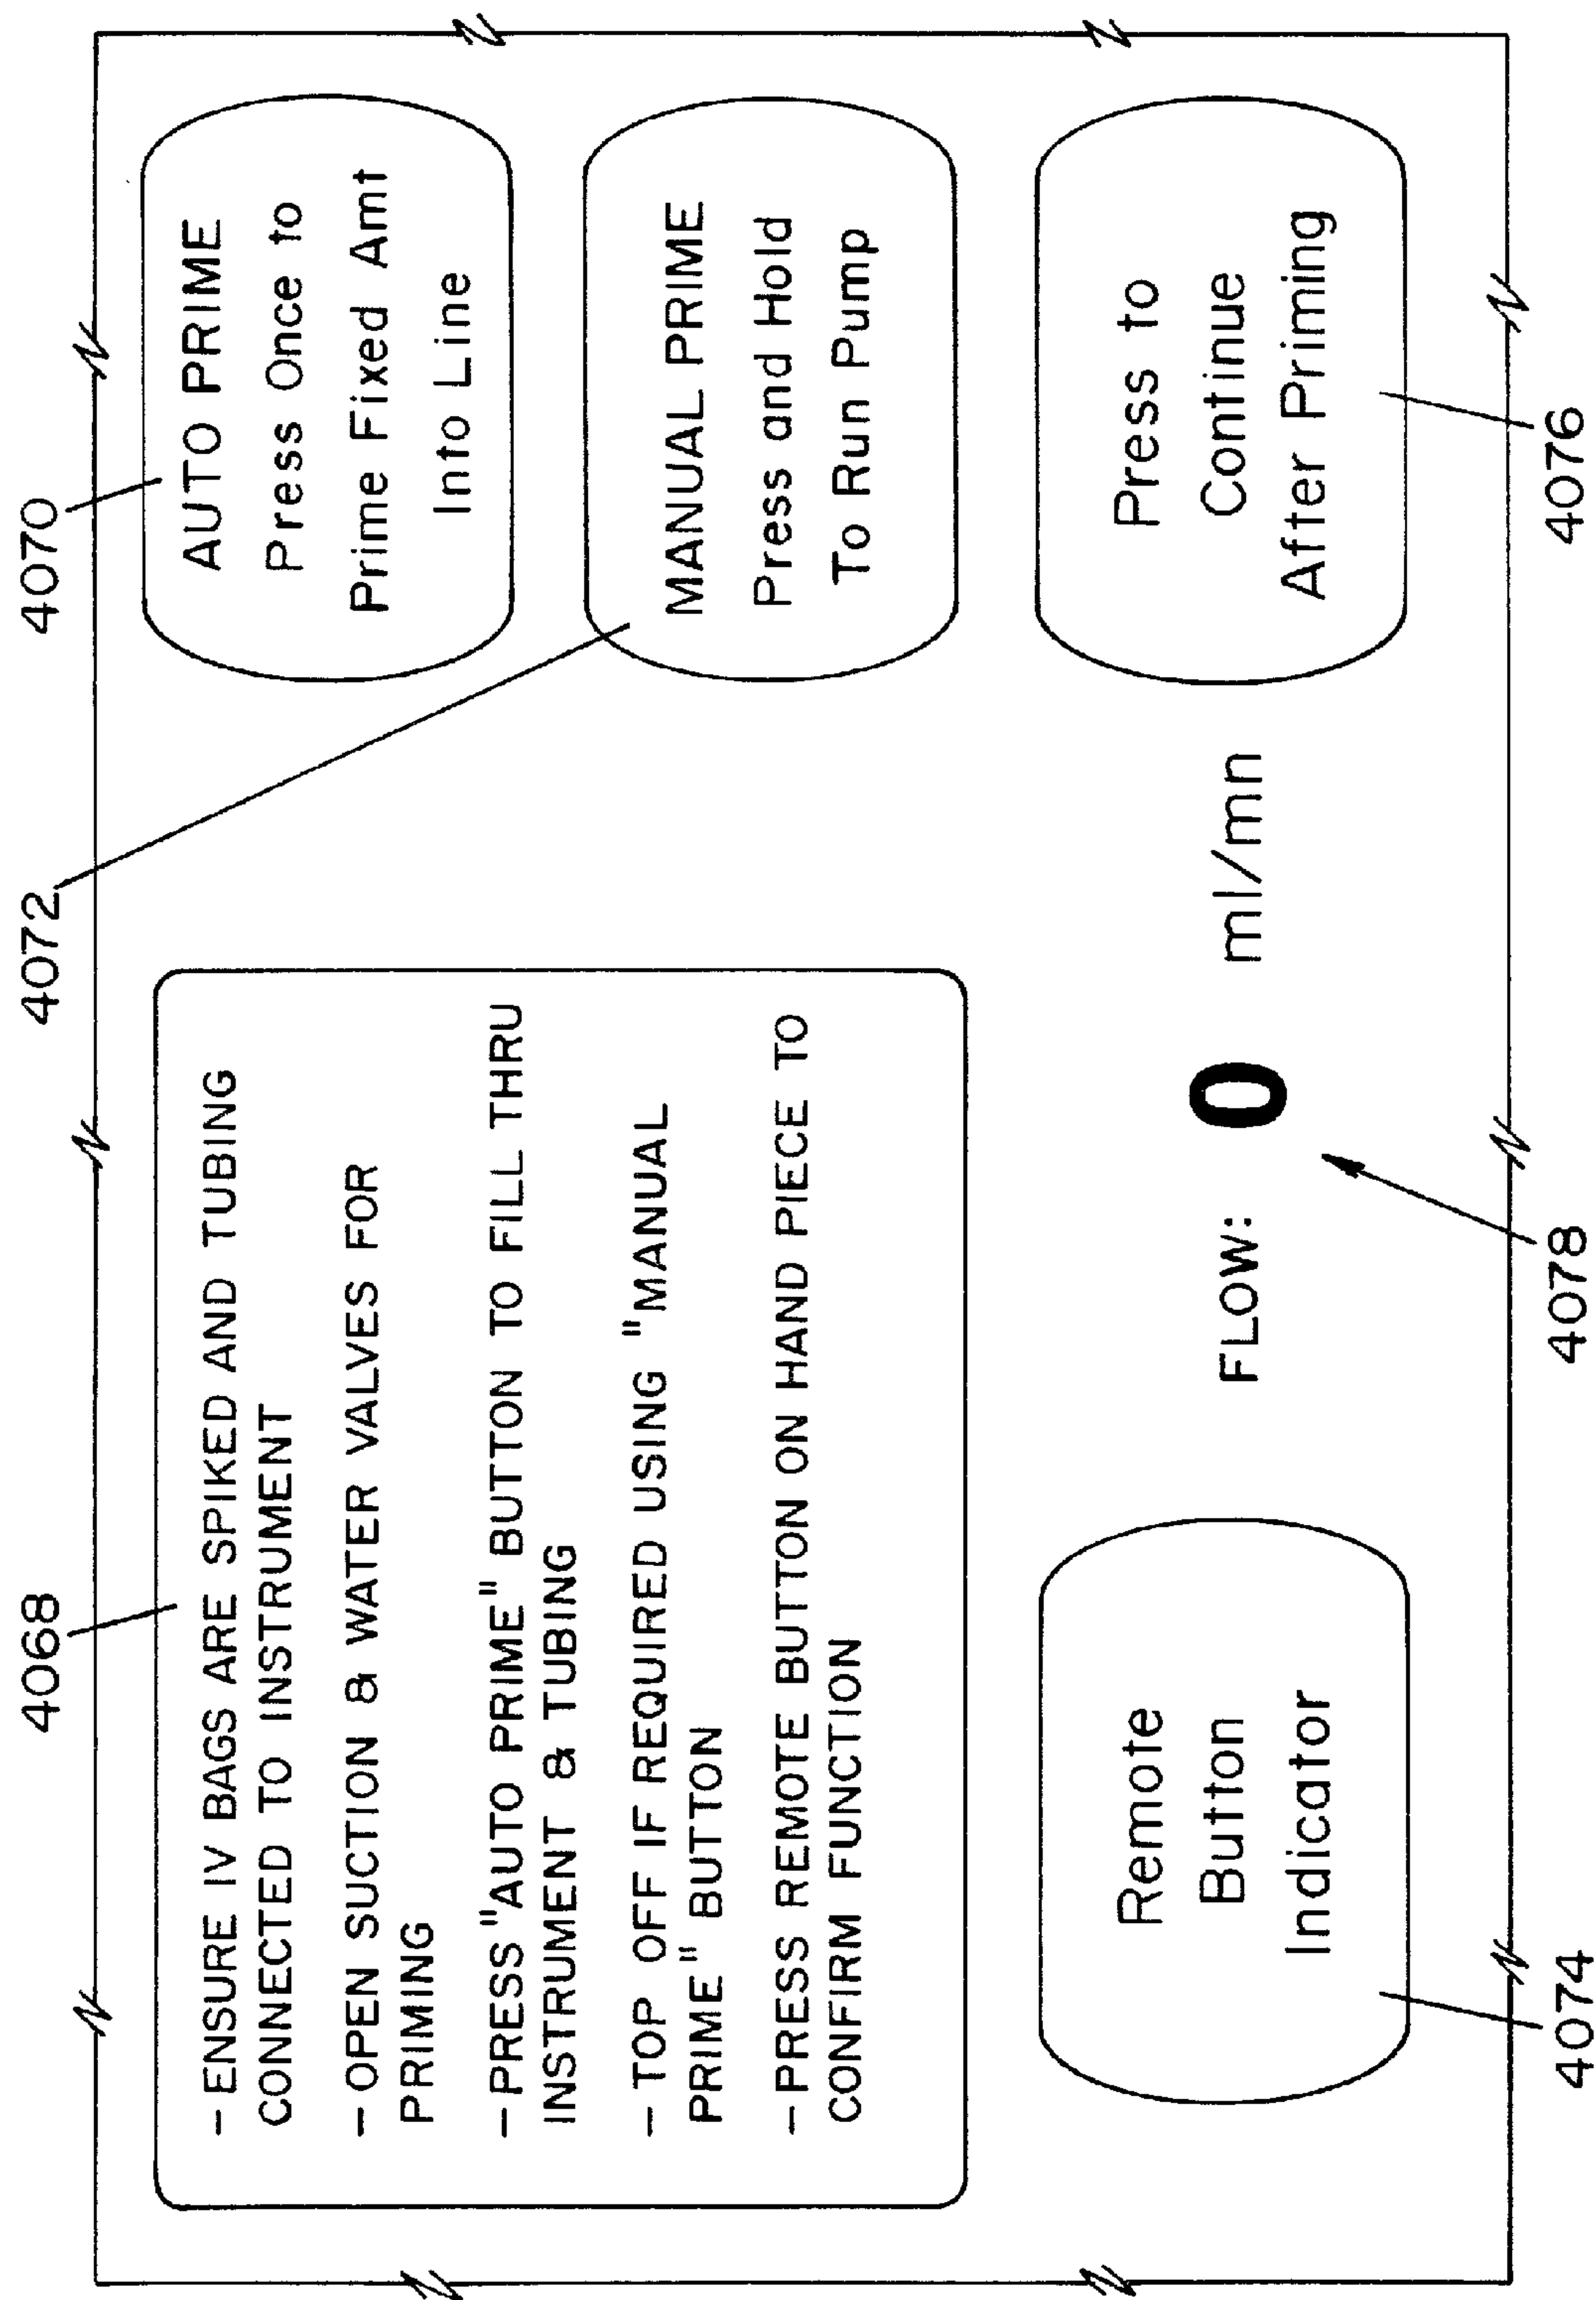 4068
4072
4070
– ENSURE IV BAGS ARE SPIKED AND TUBING
CONNECTED TO INSTRUMENT
– OPEN SUCTION & WATER VALVES FOR
PRIMING
– PRESS "AUTO PRIME" BUTTON TO FILL THRU
INSTRUMENT & TUBING
– TOP OFF IF REQUIRED USING "MANUAL
PRIME" BUTTON
– PRESS REMOTE BUTTON ON HAND PIECE TO
CONFIRM FUNCTION
AUTO PRIME
Press Once to
Prime Fixed Amt
Into Line
MANUAL PRIME
Press and Hold
To Run Pump
Remote
Button
Indicator
FLOW: 0 ml/mn
Press to
Continue
After Priming
4074
4078
4076